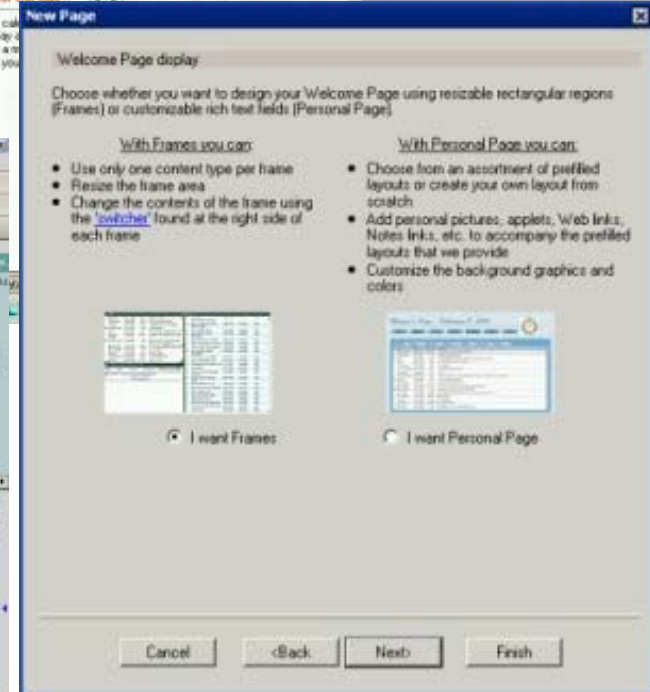 New Page
Welcome Page display
Choose whether you want to design your Welcome Page using resizable rectangular regions
(Frames) or customizable rich text fields (Personal Page).
With Frames you can:
• Use only one content type per frame
• Resize the frame area
• Change the contents of the frame using
the 'switcher' found at the right side of
each frame
With Personal Page you can:
• Choose from an assortment of prefilled
layouts or create your own layout from
scratch
• Add personal pictures, applets, Web links,
Notes links, etc. to accompany the prefilled
layouts that we provide
• Customize the background graphics and
colors
I want Frames
I want Personal Page
Cancel
<Back
Next>
Finish